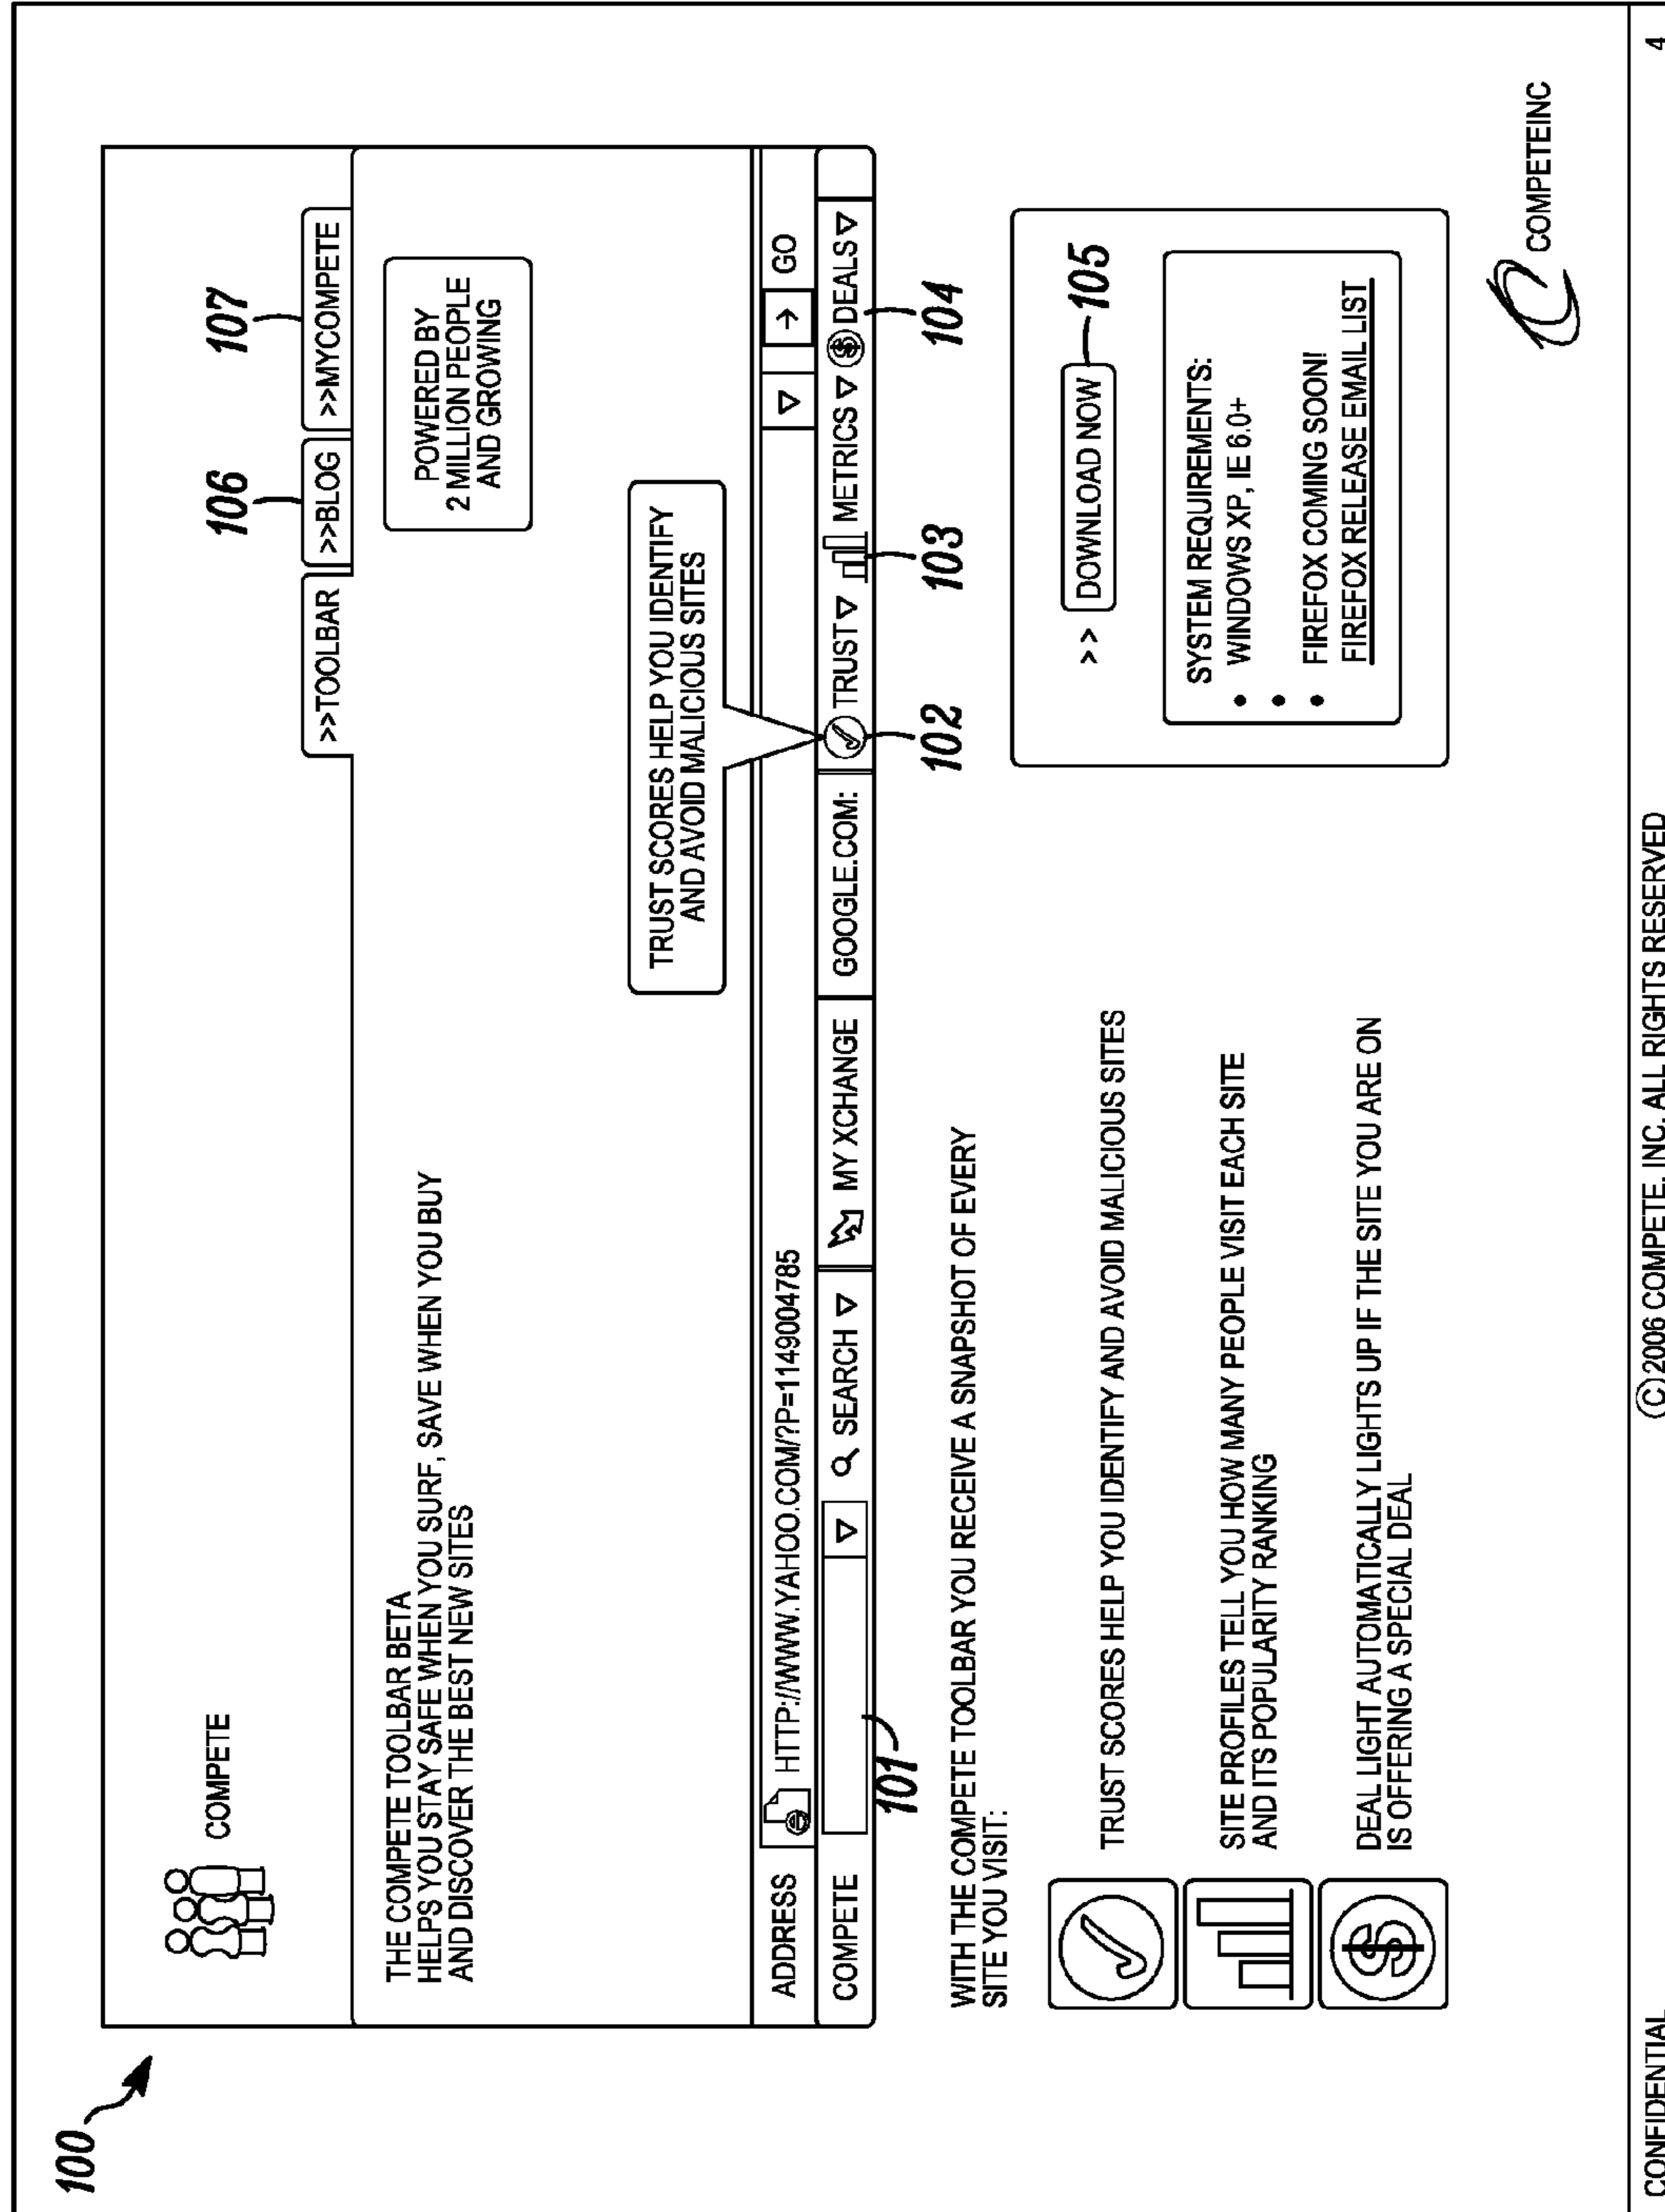 100
COMPETE
106
107
>>TOOLBAR
>>BLOG
>>MYCOMPETE
THE COMPETE TOOLBAR BETA
HELPS YOU STAY SAFE WHEN YOU SURF, SAVE WHEN YOU BUY
AND DISCOVER THE BEST NEW SITES
POWERED BY
2 MILLION PEOPLE
AND GROWING
TRUST SCORES HELP YOU IDENTIFY
AND AVOID MALICIOUS SITES
ADDRESS
HTTP://WWW.YAHOO.COM/?P=1149004785
GO
COMPETE
SEARCH
MY XCHANGE
GOOGLE.COM:
TRUST
METRICS
$ DEALS
101
102
103
104
WITH THE COMPETE TOOLBAR YOU RECEIVE A SNAPSHOT OF EVERY
SITE YOU VISIT:
TRUST SCORES HELP YOU IDENTIFY AND AVOID MALICIOUS SITES
SITE PROFILES TELL YOU HOW MANY PEOPLE VISIT EACH SITE
AND ITS POPULARITY RANKING
$
DEAL LIGHT AUTOMATICALLY LIGHTS UP IF THE SITE YOU ARE ON
IS OFFERING A SPECIAL DEAL
>> DOWNLOAD NOW
105
SYSTEM REQUIREMENTS:
• WINDOWS XP, IE 6.0+
•
• FIREFOX COMING SOON!
FIREFOX RELEASE EMAIL LIST
COMPETEINC
CONFIDENTIAL
©2006 COMPETE, INC. ALL RIGHTS RESERVED
4